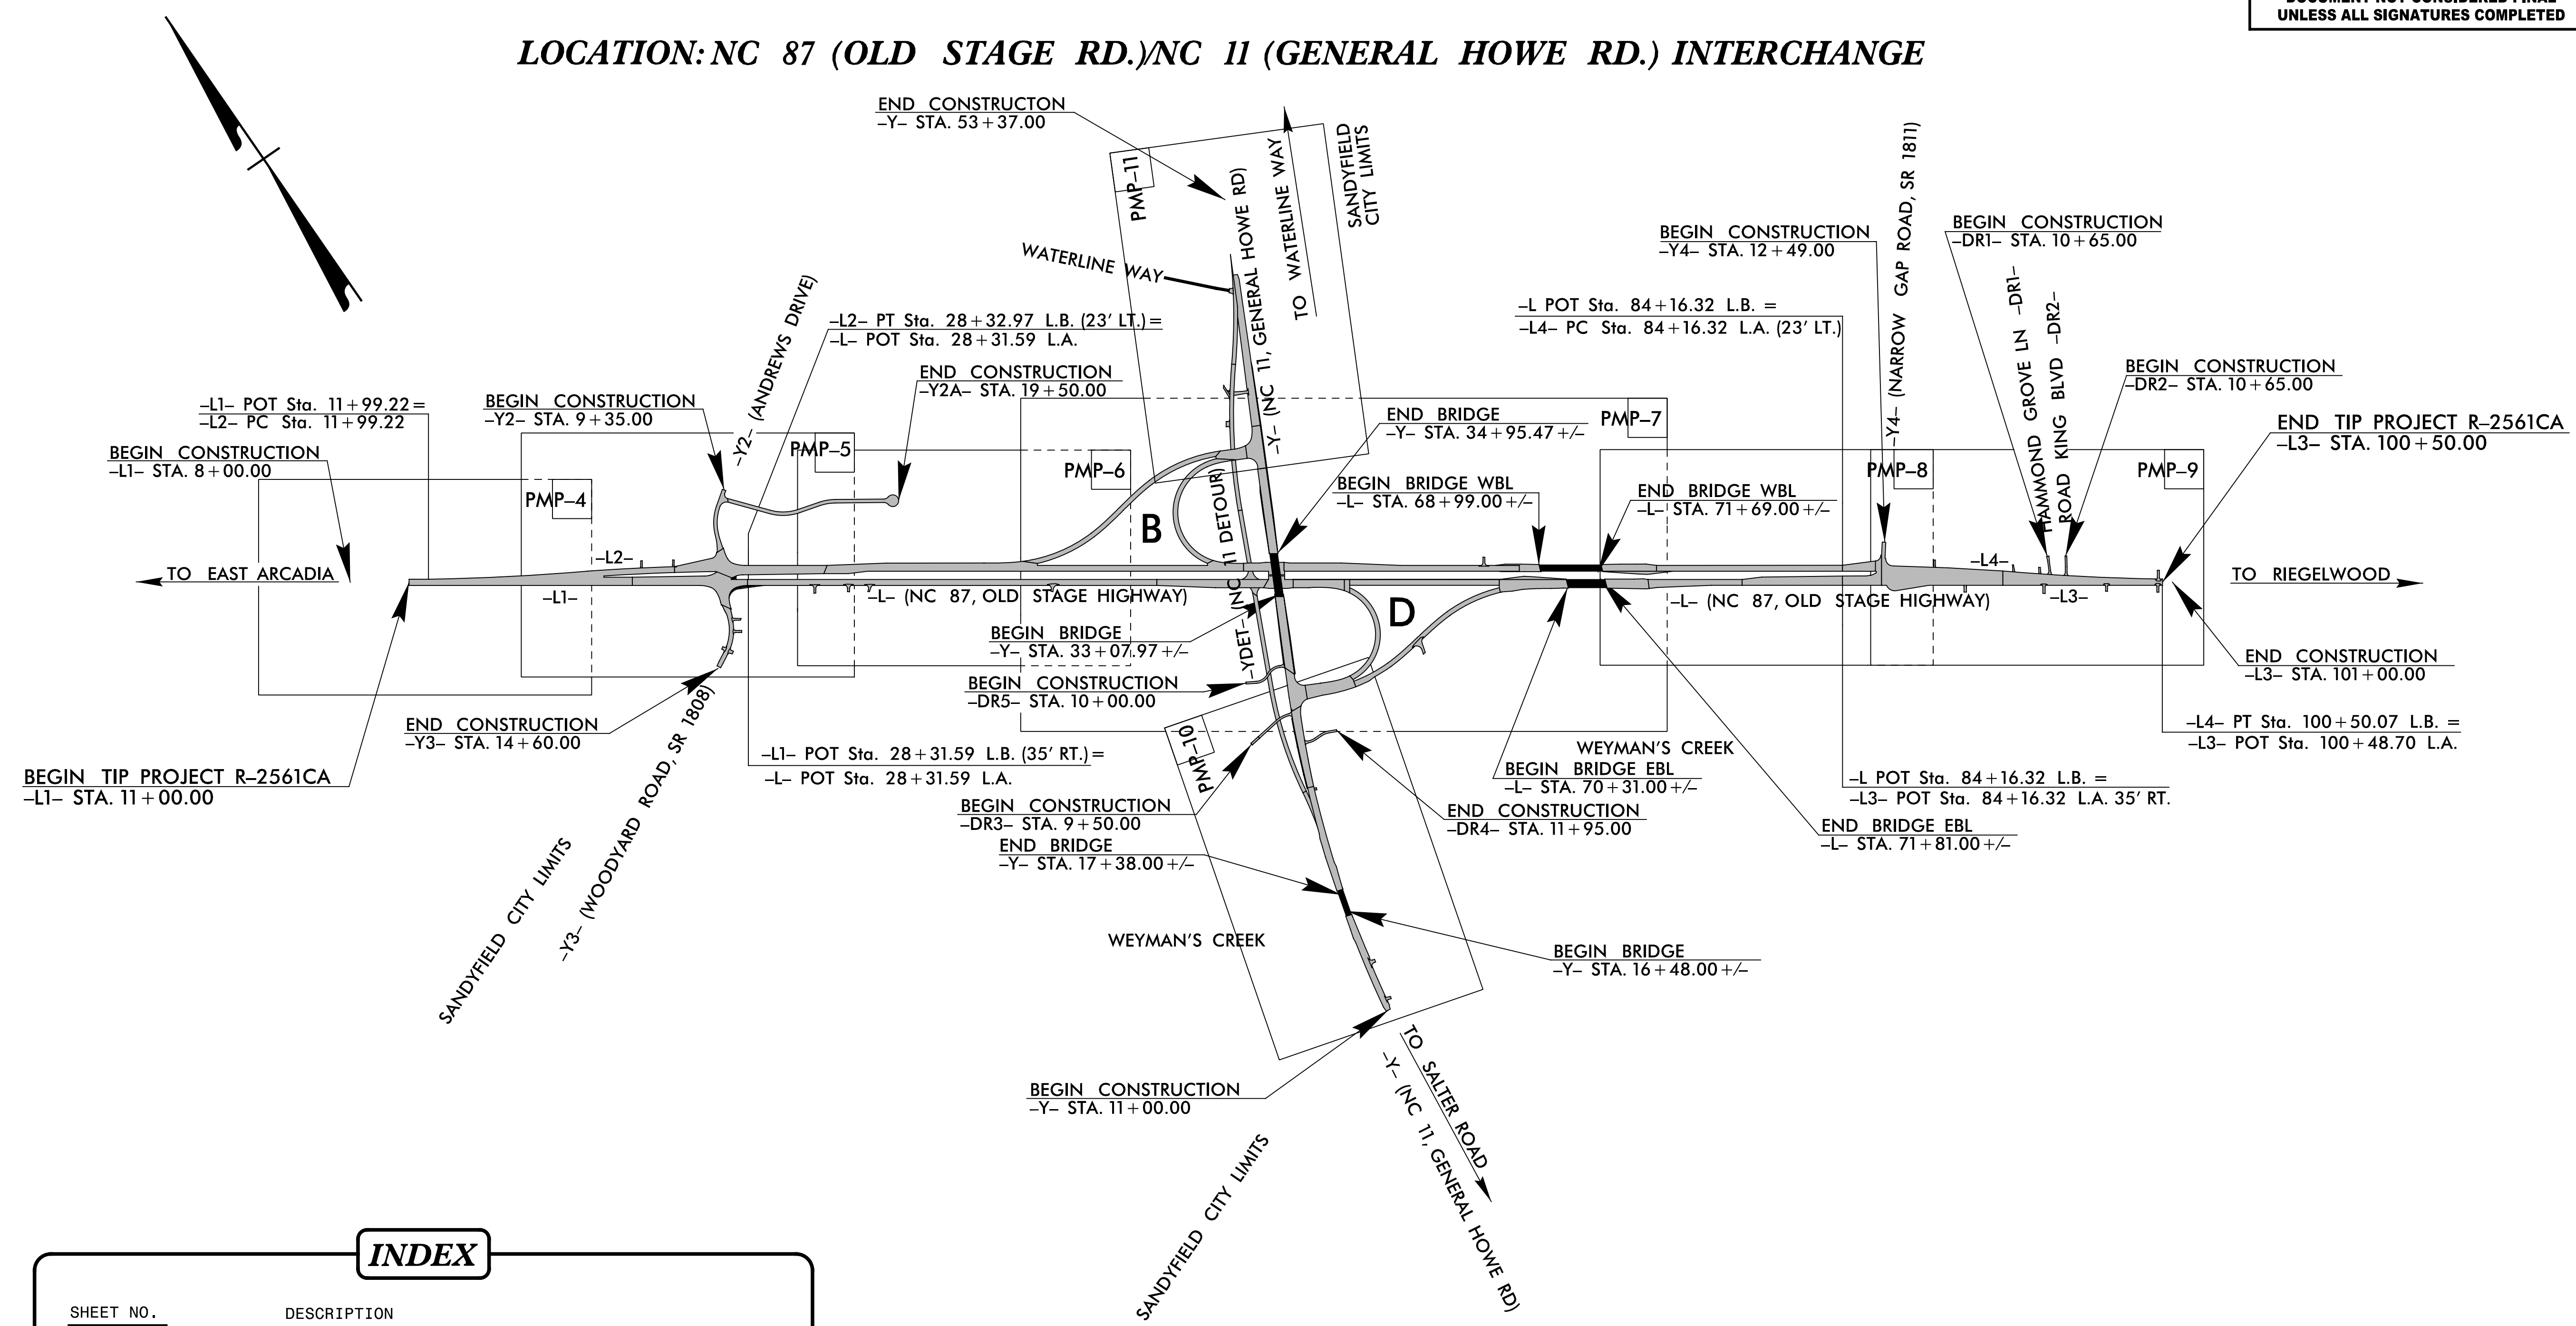 DOCUMENT NOT CONSIDERED FINAL
UNLESS ALL SIGNATURES COMPLETED
LOCATION: NC 87 (OLD STAGE RD.)/NC 11 (GENERAL HOWE RD.) INTERCHANGE
END CONSTRUCTON
–Y– STA. 53+37.00
PMP–11
–Y– (NC 11, GENERAL HOWE RD)
TO WATERLINE WAY
SANDYFIELD
CITY LIMITS
WATERLINE WAY
BEGIN CONSTRUCTION
–Y4– STA. 12+49.00
–Y4– (NARROW GAP ROAD, SR 1811)
BEGIN CONSTRUCTION
–DR1– STA. 10+65.00
HAMMOND GROVE LN –DR1–
ROAD KING BLVD –DR2–
–L2– PT Sta. 28+32.97 L.B. (23' LT.)=
–L– POT Sta. 28+31.59 L.A.
–Y2– (ANDREWS DRIVE)
–L POT Sta. 84+16.32 L.B. =
–L4– PC Sta. 84+16.32 L.A. (23' LT.)
END CONSTRUCTION
–Y2A– STA. 19+50.00
BEGIN CONSTRUCTION
–DR2– STA. 10+65.00
–L1– POT Sta. 11+99.22=
–L2– PC Sta. 11+99.22
BEGIN CONSTRUCTION
–Y2– STA. 9+35.00
END BRIDGE
–Y– STA. 34+95.47+/–
PMP–7
END TIP PROJECT R–2561CA
–L3– STA. 100+50.00
BEGIN CONSTRUCTION
–L1– STA. 8+00.00
PMP–5
PMP–6
PMP–8
PMP–9
PMP–4
BEGIN BRIDGE WBL
–L– STA. 68+99.00+/–
END BRIDGE WBL
–L– STA. 71+69.00+/–
B
–YDET– (NC 11 DETOUR)
–L2–
–L4–
TO EAST ARCADIA
TO RIEGELWOOD
–L1–
–L– (NC 87, OLD STAGE HIGHWAY)
D
–L– (NC 87, OLD STAGE HIGHWAY)
–L3–
BEGIN BRIDGE
–Y– STA. 33+07.97+/–
END CONSTRUCTION
–L3– STA. 101+00.00
BEGIN CONSTRUCTION
–DR5– STA. 10+00.00
END CONSTRUCTION
–Y3– STA. 14+60.00
–Y3– (WOODYARD ROAD, SR 1808)
PMP–10
–L4– PT Sta. 100+50.07 L.B. =
–L3– POT Sta. 100+48.70 L.A.
–L1– POT Sta. 28+31.59 L.B. (35' RT.)=
–L– POT Sta. 28+31.59 L.A.
WEYMAN'S CREEK
BEGIN BRIDGE EBL
–L– STA. 70+31.00+/–
BEGIN TIP PROJECT R–2561CA
–L1– STA. 11+00.00
–L POT Sta. 84+16.32 L.B. =
–L3– POT Sta. 84+16.32 L.A. 35' RT.
BEGIN CONSTRUCTION
–DR3– STA. 9+50.00
END CONSTRUCTION
–DR4– STA. 11+95.00
END BRIDGE EBL
–L– STA. 71+81.00+/–
END BRIDGE
–Y– STA. 17+38.00+/–
SANDYFIELD CITY LIMITS
WEYMAN'S CREEK
BEGIN BRIDGE
–Y– STA. 16+48.00+/–
BEGIN CONSTRUCTION
–Y– STA. 11+00.00
TO SALTER ROAD
–Y– (NC 11, GENERAL HOWE RD)
SANDYFIELD CITY LIMITS
INDEX
SHEET NO. DESCRIPTION